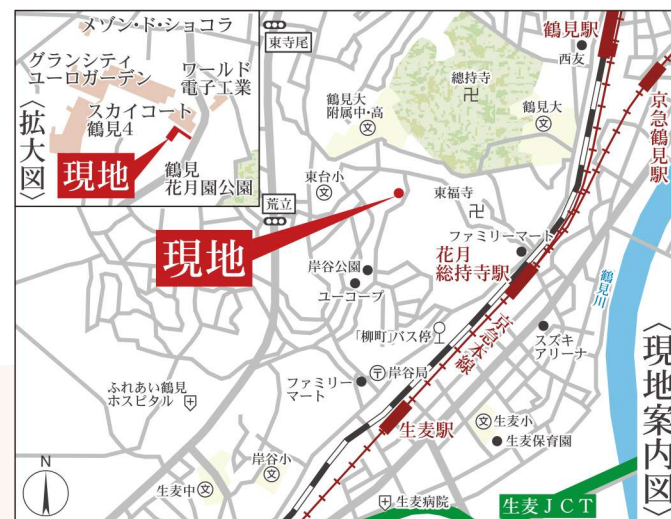 メゾン・ド・ショコラ
グランシティ
ユーロガーデン
ワールド
電子工業
スカイコート
鶴見4
〈拡大図〉
現地
鶴見
花月園公園
東寺尾
鶴見駅
西友
總持寺
鶴見大
附属中・高
文
鶴見大
文
京急鶴見駅
東台小
文
荒立
東福寺
現地
ファミリーマート
花月
総持寺駅
岸谷公園
ユーコープ
鶴見川
「柳町」バス停
京急本線
スズキ
アリーナ
〈現地案内図〉
ふれあい鶴見
ホスピタル
ファミリー
マート
岸谷局
生麦駅
文
生麦小
生麦保育園
N
岸谷小
文
生麦中
文
生麦病院
生麦JCT